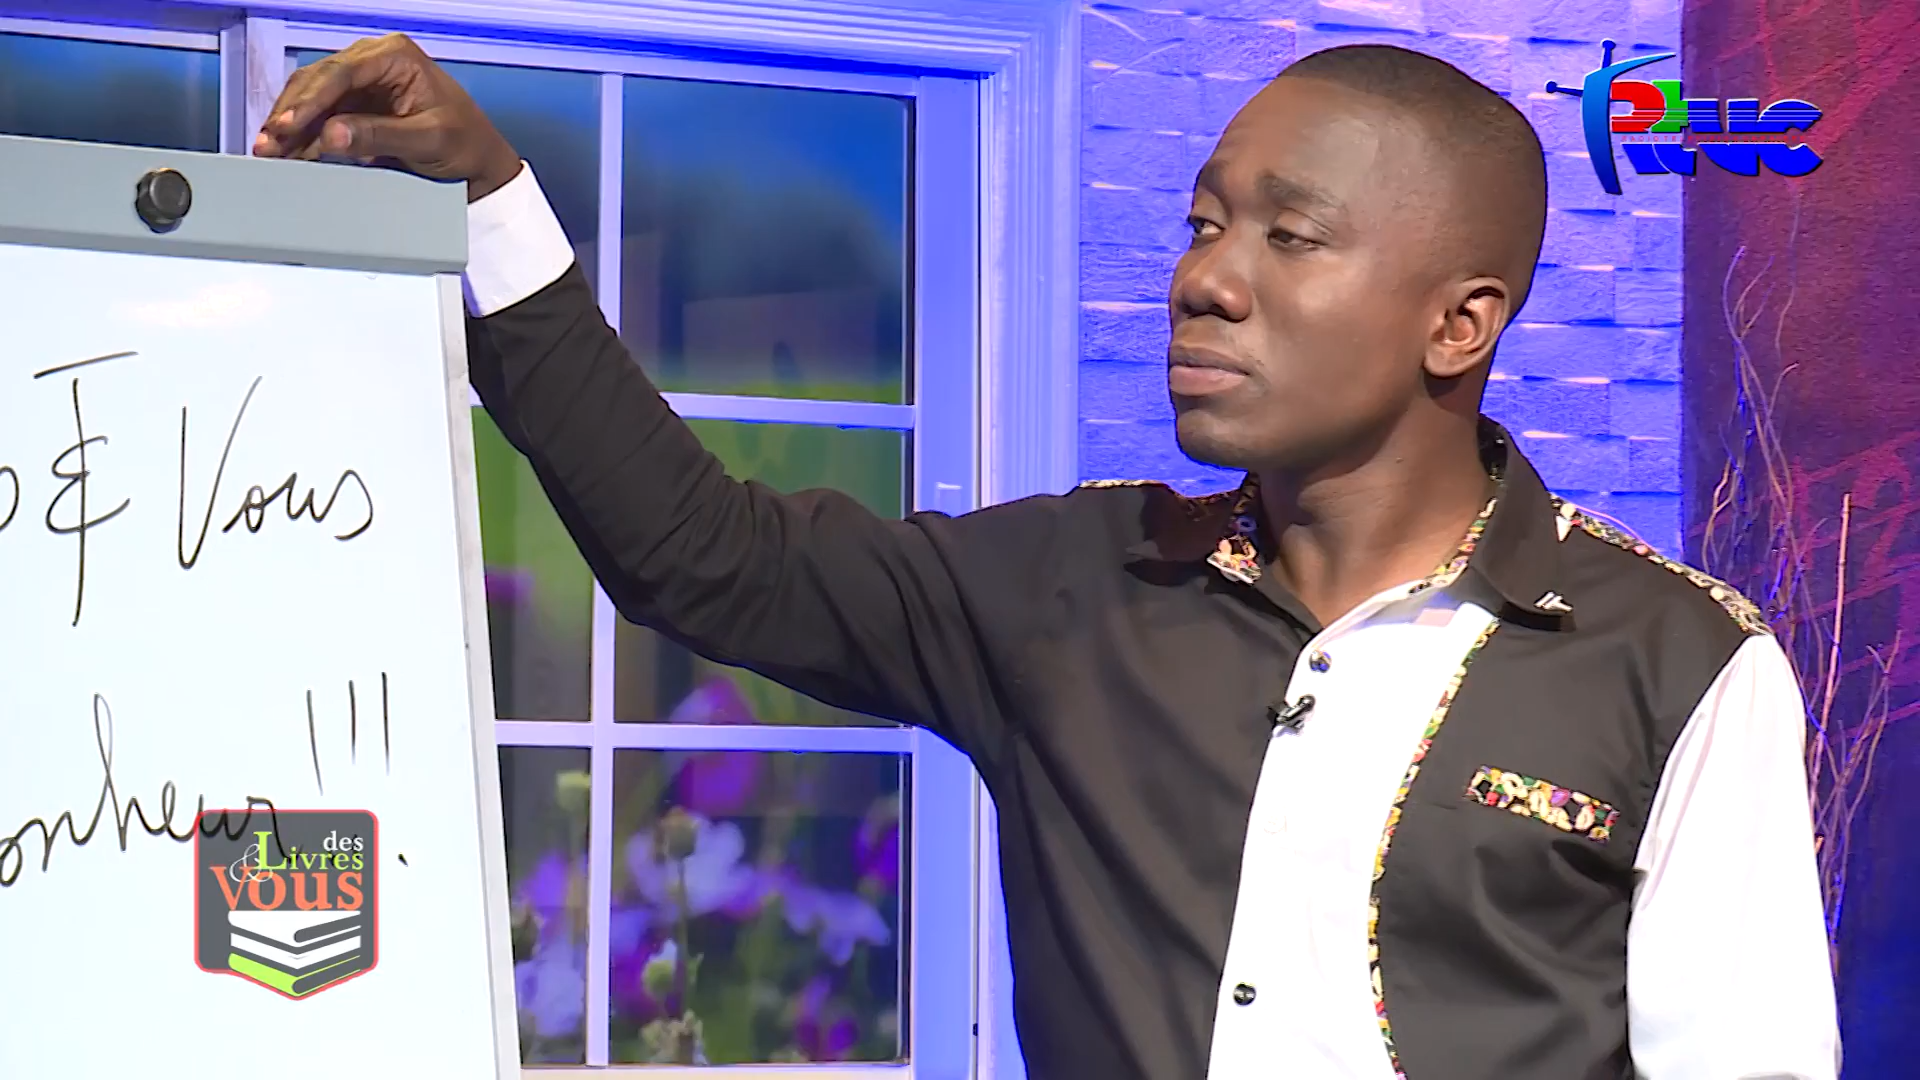 & Vous
onheur !!!
des
& Livres
vous